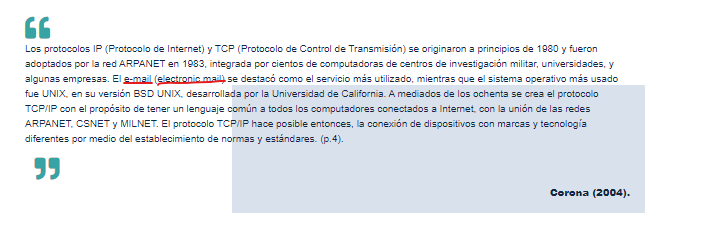 “
Los protocolos IP (Protocolo de Internet) y TCP (Protocolo de Control de Transmisión) se originaron a principios de 1980 y fueron
adoptados por la red ARPANET en 1983, integrada por cientos de computadoras de centros de investigación militar, universidades, y
algunas empresas. El e-mail (electronic mail) se destacó como el servicio más utilizado, mientras que el sistema operativo más usado
fue UNIX, en su versión BSD UNIX, desarrollada por la Universidad de California. A mediados de los ochenta se crea el protocolo
TCP/IP con el propósito de tener un lenguaje común a todos los computadores conectados a Internet, con la unión de las redes
ARPANET, CSNET y MILNET. El protocolo TCP/IP hace posible entonces, la conexión de dispositivos con marcas y tecnología
diferentes por medio del establecimiento de normas y estándares. (p.4).
”
Corona (2004).